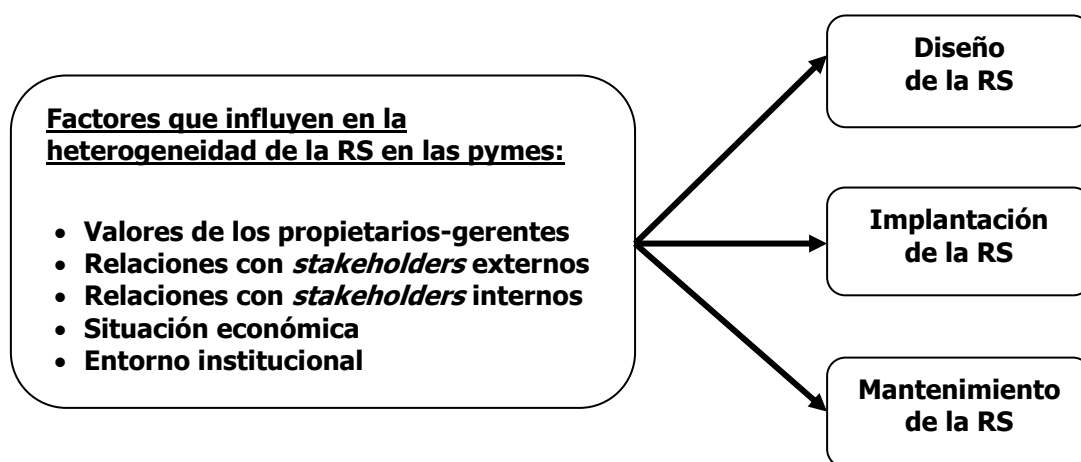 Factores que influyen en la
heterogeneidad de la RS en las pymes:
• Valores de los propietarios-gerentes
• Relaciones con stakeholders externos
• Relaciones con stakeholders internos
• Situación económica
• Entorno institucional
Diseño
de la RS
Implantación
de la RS
Mantenimiento
de la RS